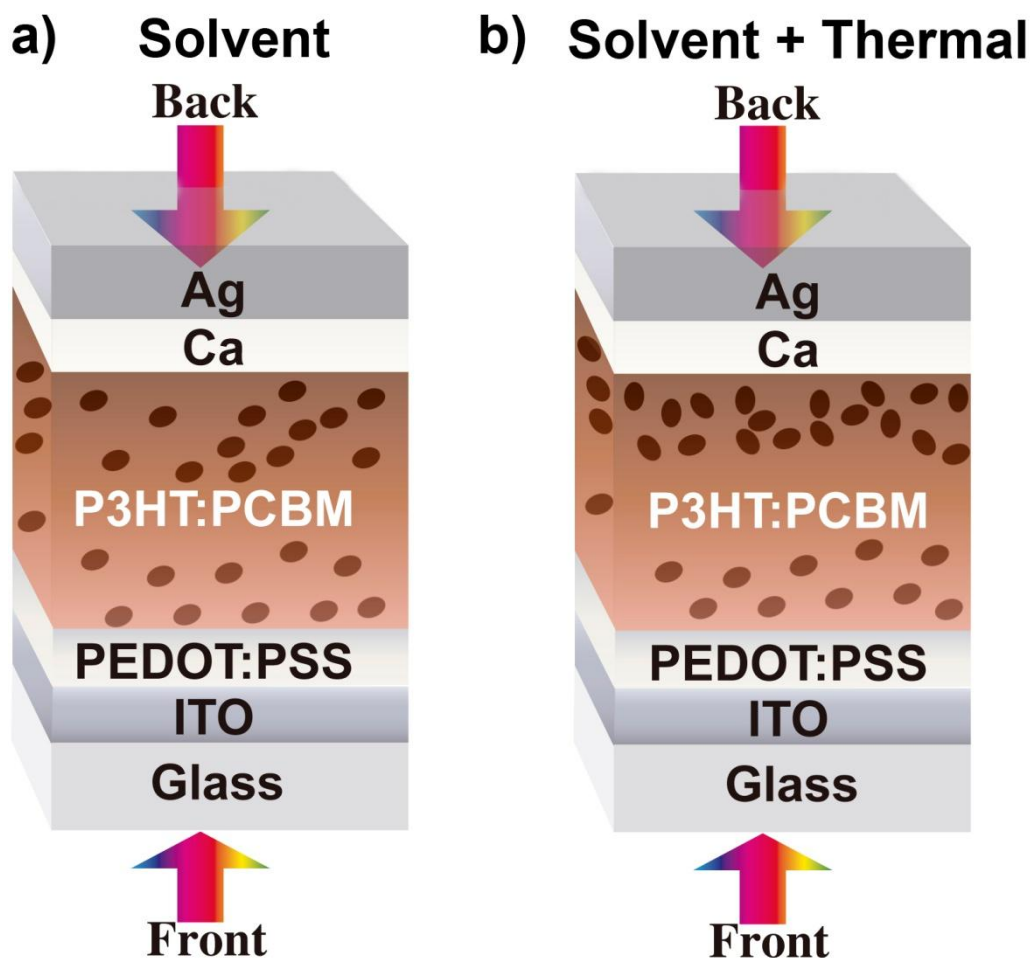 a) Solvent
Back
Ag
Ca
P3HT:PCBM
PEDOT:PSS
ITO
Glass
Front
b) Solvent + Thermal
Back
Ag
Ca
P3HT:PCBM
PEDOT:PSS
ITO
Glass
Front